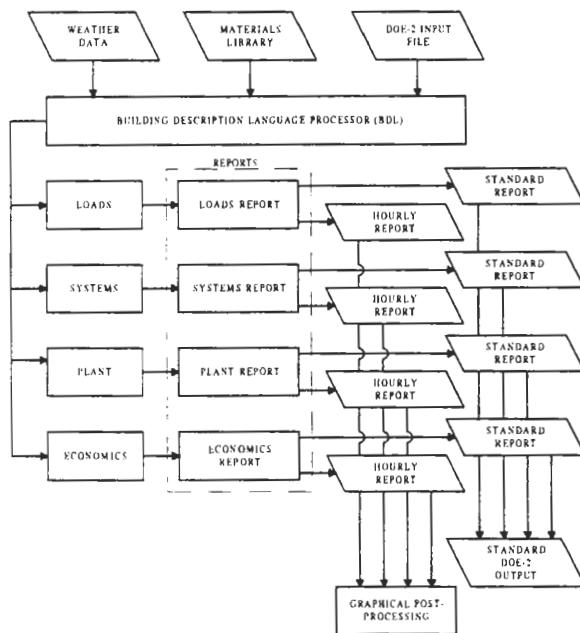 WEATHER
DATA
MATERIALS
LIBRARY
DOE-2 INPUT
FILE
BUILDING DESCRIPTION LANGUAGE PROCESSOR (BDL)
REPORTS
LOADS
LOADS REPORT
STANDARD
REPORT
HOURLY
REPORT
SYSTEMS
SYSTEMS REPORT
STANDARD
REPORT
HOURLY
REPORT
PLANT
PLANT REPORT
STANDARD
REPORT
HOURLY
REPORT
ECONOMICS
ECONOMICS
REPORT
STANDARD
REPORT
HOURLY
REPORT
STANDARD
DOE-2
OUTPUT
GRAPHICAL POST-
PROCESSING